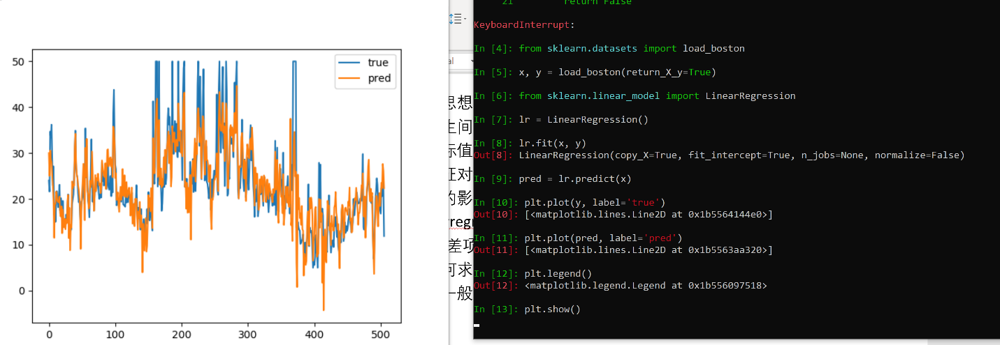 50
40
30
20
10
0
0 100 200 300 400 500
true
pred
思想
生间
示值
证对
的影
rregr
差项
可求
一般
21 return False
KeyboardInterrupt:
In [4]: from sklearn.datasets import load_boston
In [5]: x, y = load_boston(return_X_y=True)
In [6]: from sklearn.linear_model import LinearRegression
In [7]: lr = LinearRegression()
In [8]: lr.fit(x, y)
Out[8]: LinearRegression(copy_X=True, fit_intercept=True, n_jobs=None, normalize=False)
In [9]: pred = lr.predict(x)
In [10]: plt.plot(y, label='true')
Out[10]: [<matplotlib.lines.Line2D at 0x1b5564144e0>]
In [11]: plt.plot(pred, label='pred')
Out[11]: [<matplotlib.lines.Line2D at 0x1b5563aa320>]
In [12]: plt.legend()
Out[12]: <matplotlib.legend.Legend at 0x1b556097518>
In [13]: plt.show()